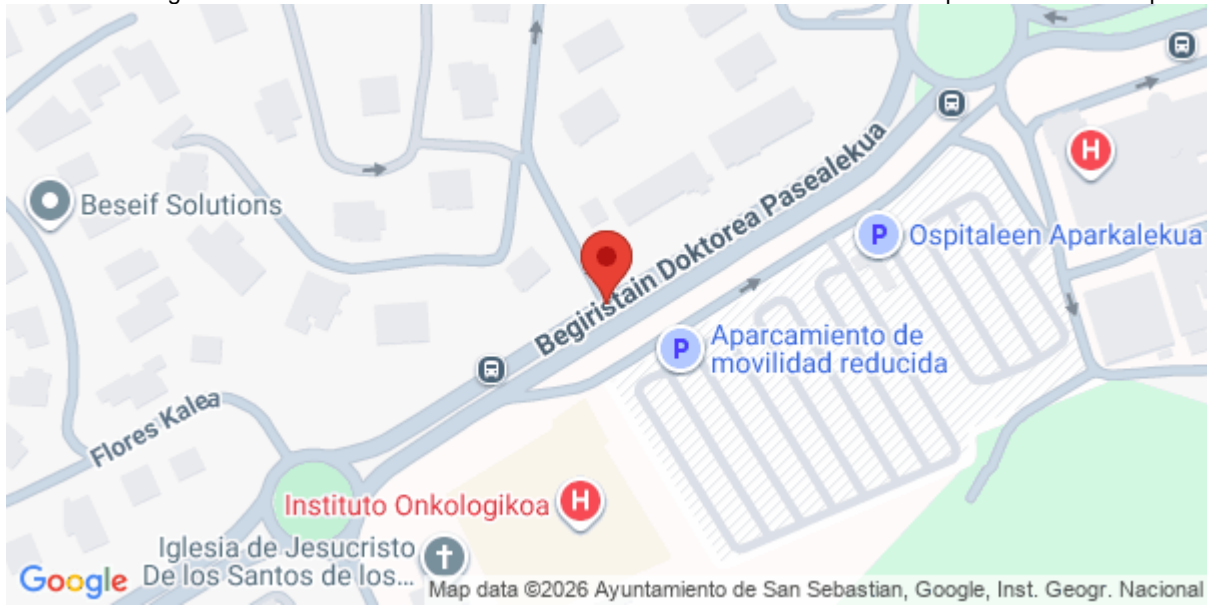 Begiristain Doktorea Pasealekua
H
Beseif Solutions
P Ospitaleen Aparkalekua
P Aparcamiento de
movilidad reducida
Flores Kalea
Instituto Onkologikoa H
Iglesia de Jesucristo
De los Santos de los...
Google
Map data ©2026 Ayuntamiento de San Sebastian, Google, Inst. Geogr. Nacional